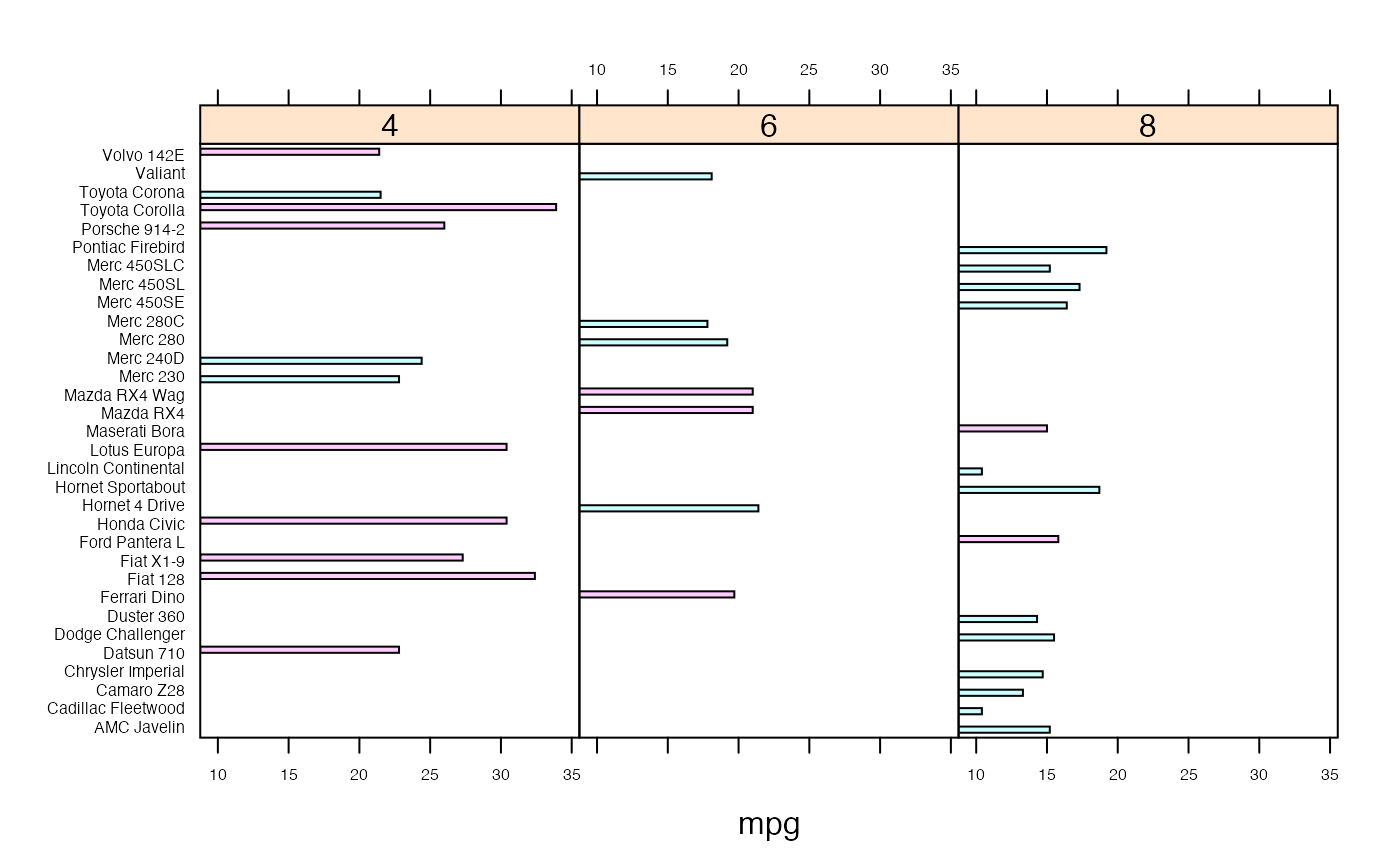 10 15 20 25 30 35
4 6 8
Volvo 142E
Valiant
Toyota Corona
Toyota Corolla
Porsche 914-2
Pontiac Firebird
Merc 450SLC
Merc 450SL
Merc 450SE
Merc 280C
Merc 280
Merc 240D
Merc 230
Mazda RX4 Wag
Mazda RX4
Maserati Bora
Lotus Europa
Lincoln Continental
Hornet Sportabout
Hornet 4 Drive
Honda Civic
Ford Pantera L
Fiat X1-9
Fiat 128
Ferrari Dino
Duster 360
Dodge Challenger
Datsun 710
Chrysler Imperial
Camaro Z28
Cadillac Fleetwood
AMC Javelin
10 15 20 25 30 35 10 15 20 25 30 35
mpg